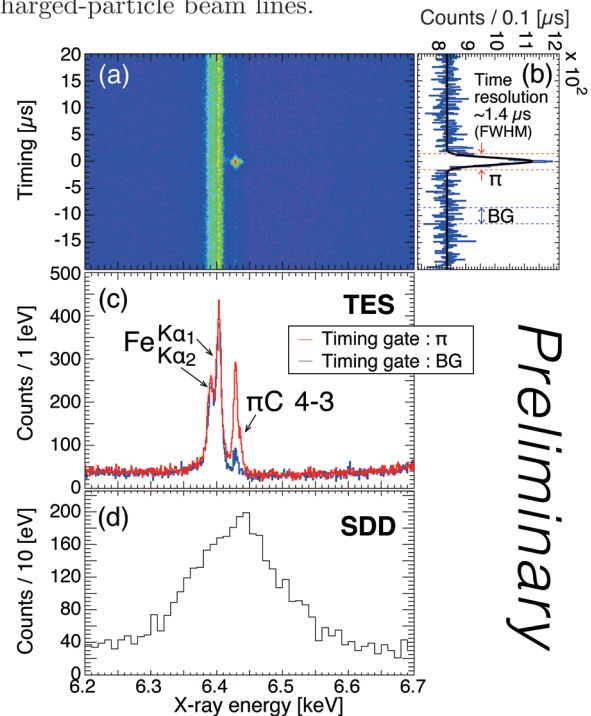 harged-particle beam lines.
Counts / 0.1 [μs]
8 9 10 11 12 x 10²
(a)
(b)
Time
resolution
~1.4 μs
(FWHM)
π
BG
Timing [μs]
20
15
10
5
0
-5
-10
-15
(c)
TES
Fe Kα1
Kα2
Timing gate : π
Timing gate : BG
πC 4-3
Counts / 1 [eV]
500
400
300
200
100
0
(d)
SDD
Counts / 10 [eV]
200
160
120
80
40
0
6.2 6.3 6.4 6.5 6.6 6.7
X-ray energy [keV]
Preliminary